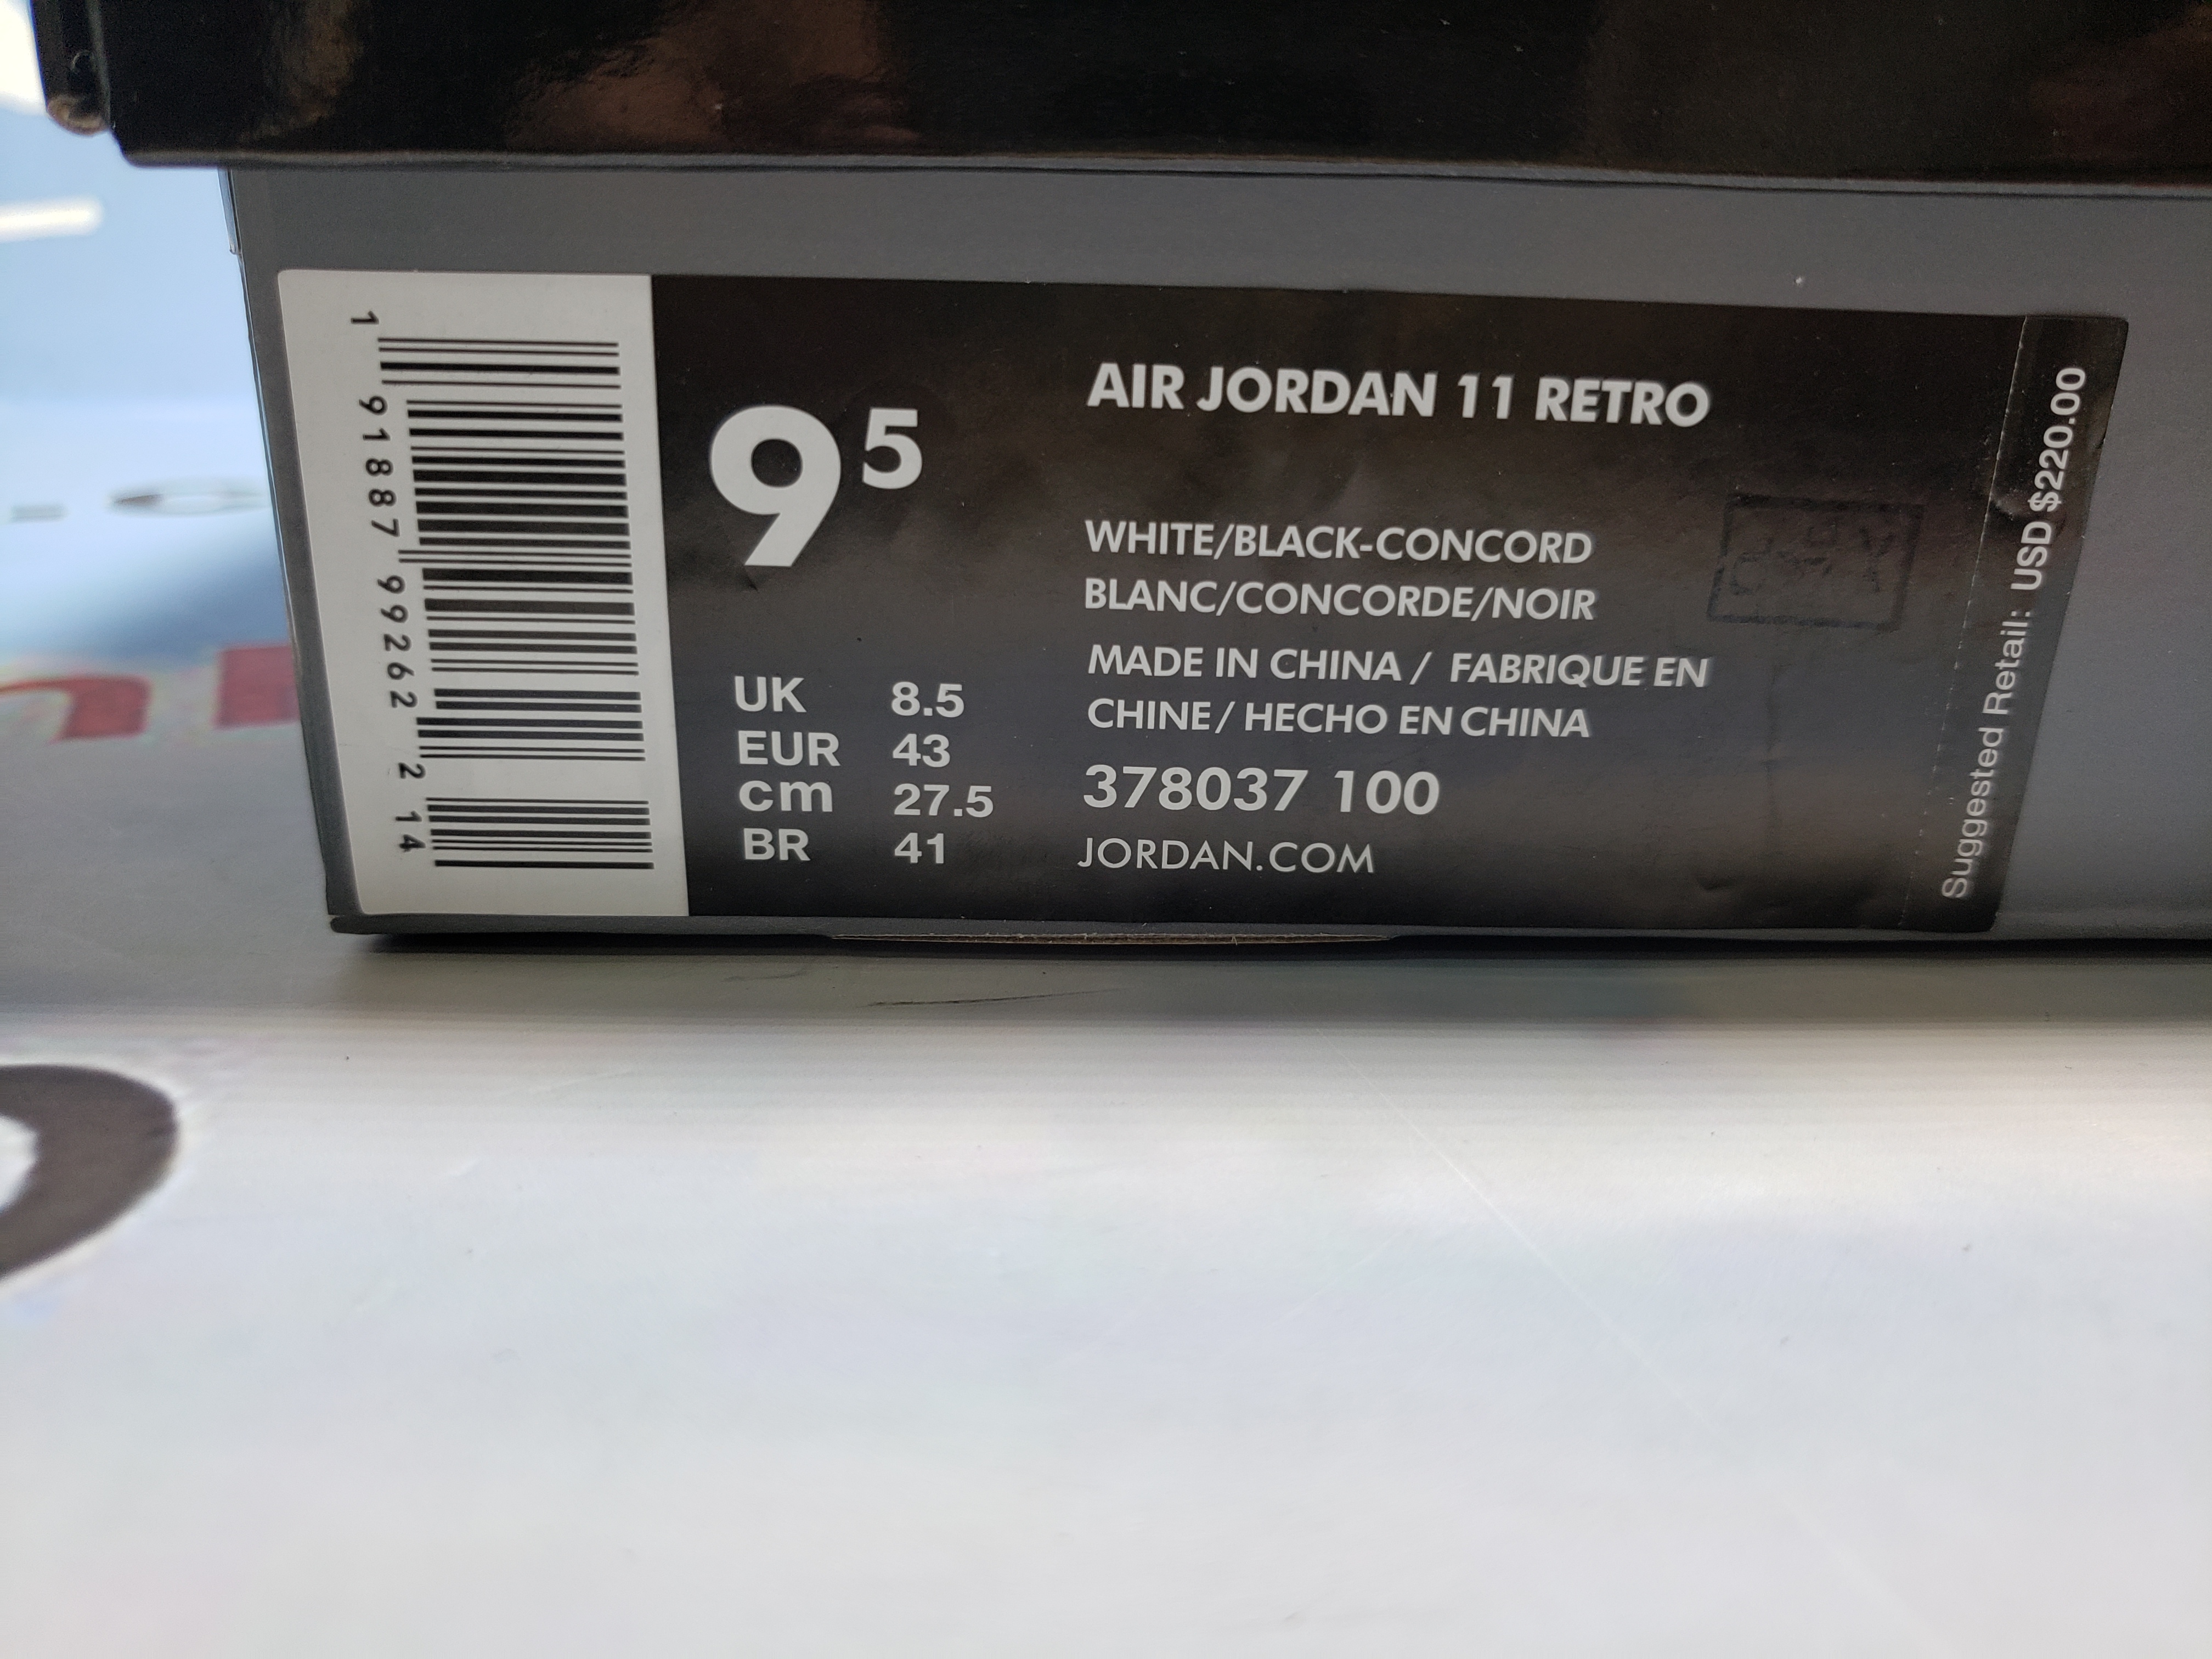 1 91887 99262 2 14
9 5
UK 8.5
EUR 43
cm 27.5
BR 41
AIR JORDAN 11 RETRO
WHITE/BLACK-CONCORD
BLANC/CONCORDE/NOIR
MADE IN CHINA / FABRIQUE EN
CHINE / HECHO EN CHINA
378037 100
JORDAN.COM
Suggested Retail: USD $220.00